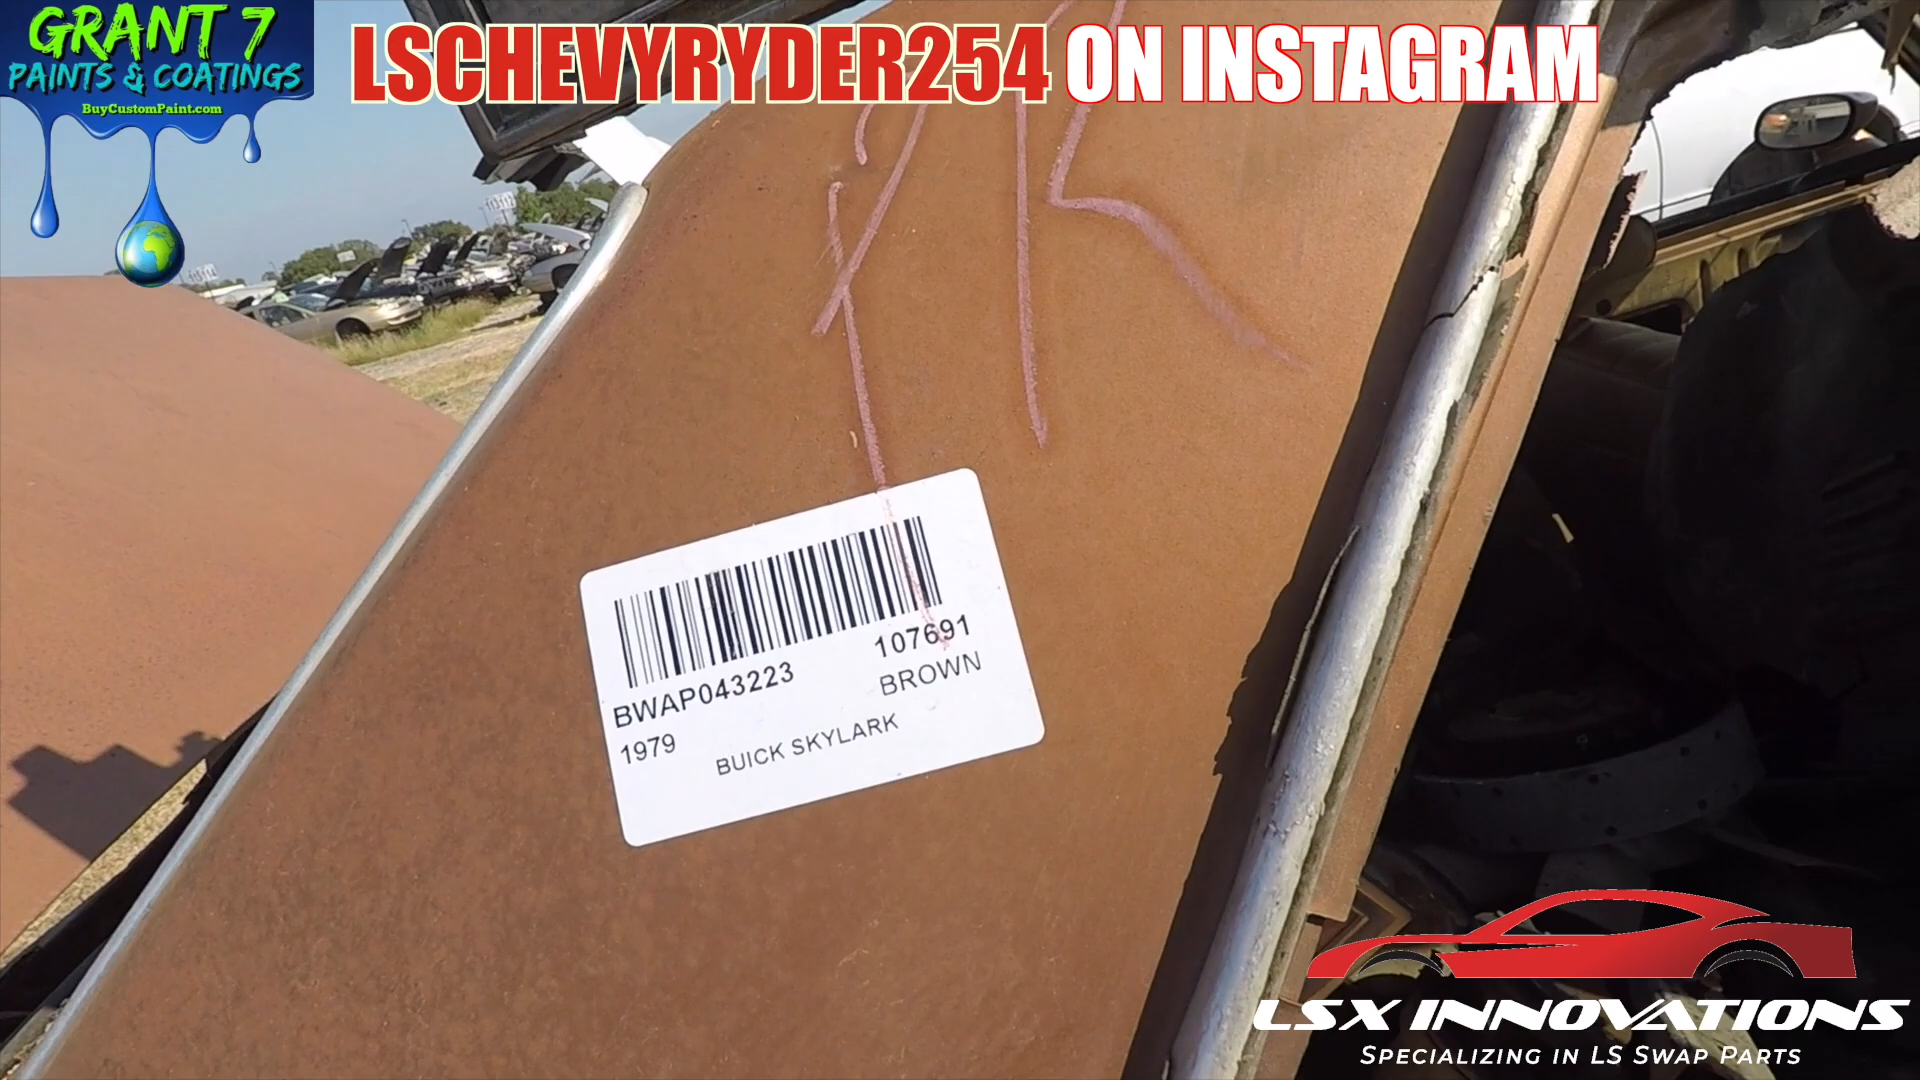 GRANT 7
PAINTS & COATINGS
BuyCustomPaint.com
LSCHEVYRYDER254 ON INSTAGRAM
BWAP043223 107691
1979 BROWN
BUICK SKYLARK
LSX INNOVATIONS
SPECIALIZING IN LS SWAP PARTS